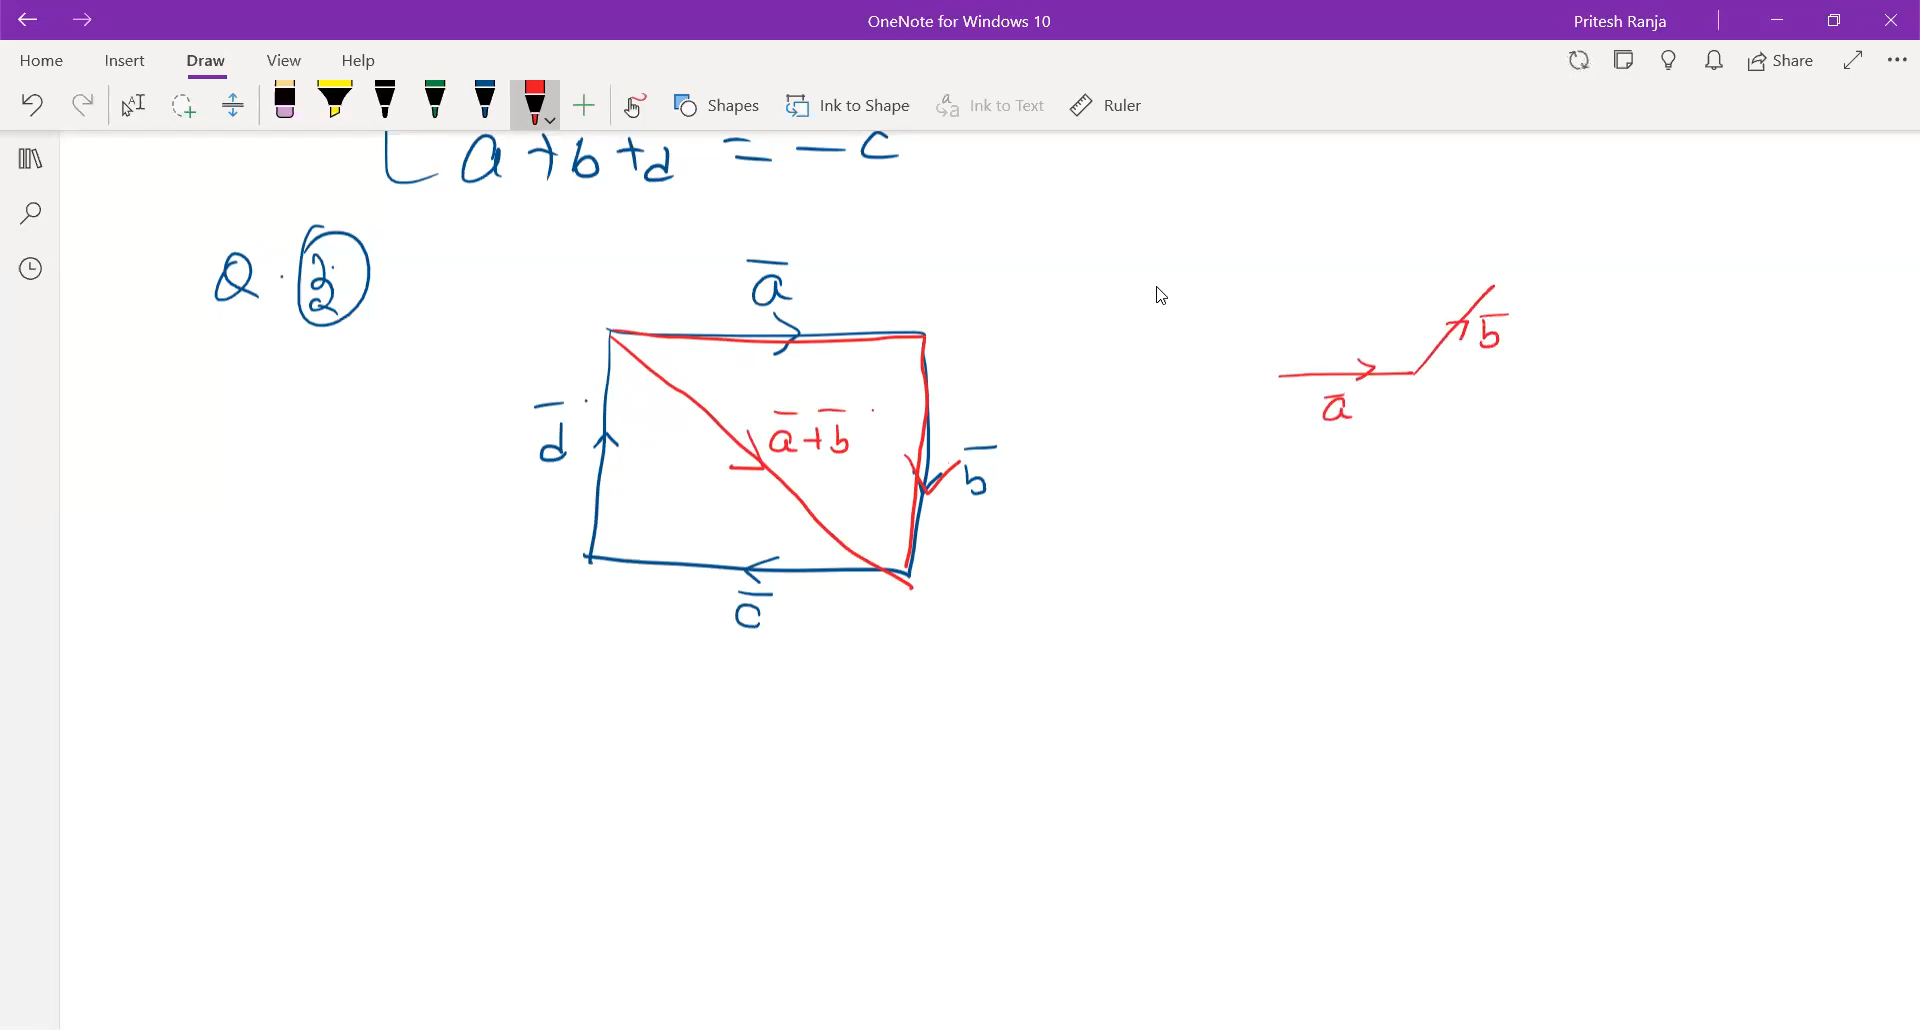 OneNote for Windows 10
Pritesh Ranja
Home Insert Draw View Help
Share
Shapes Ink to Shape Ink to Text Ruler
a + b + d = - c
Q.
a̅
d̅
a̅ + b̅
b̅
c̅
b̅
a̅